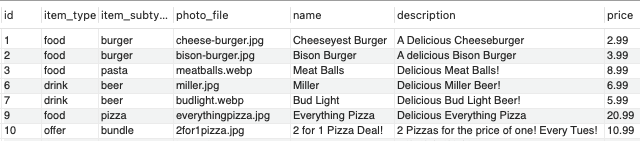 id item_type item_subty... photo_file name description price
1 food burger cheese-burger.jpg Cheeseyest Burger A Delicious Cheeseburger 2.99
2 food burger bison-burger.jpg Bison Burger A delicious Bison Burger 3.99
3 food pasta meatballs.webp Meat Balls Delicious Meat Balls! 8.99
6 drink beer miller.jpg Miller Delicious Miller Beer! 6.99
7 drink beer budlight.webp Bud Light Delicious Bud Light Beer! 5.99
9 food pizza everythingpizza.jpg Everything Pizza Delicious Everything Pizza 20.99
10 offer bundle 2for1pizza.jpg 2 for 1 Pizza Deal! 2 Pizzas for the price of one! Every Tues! 10.99